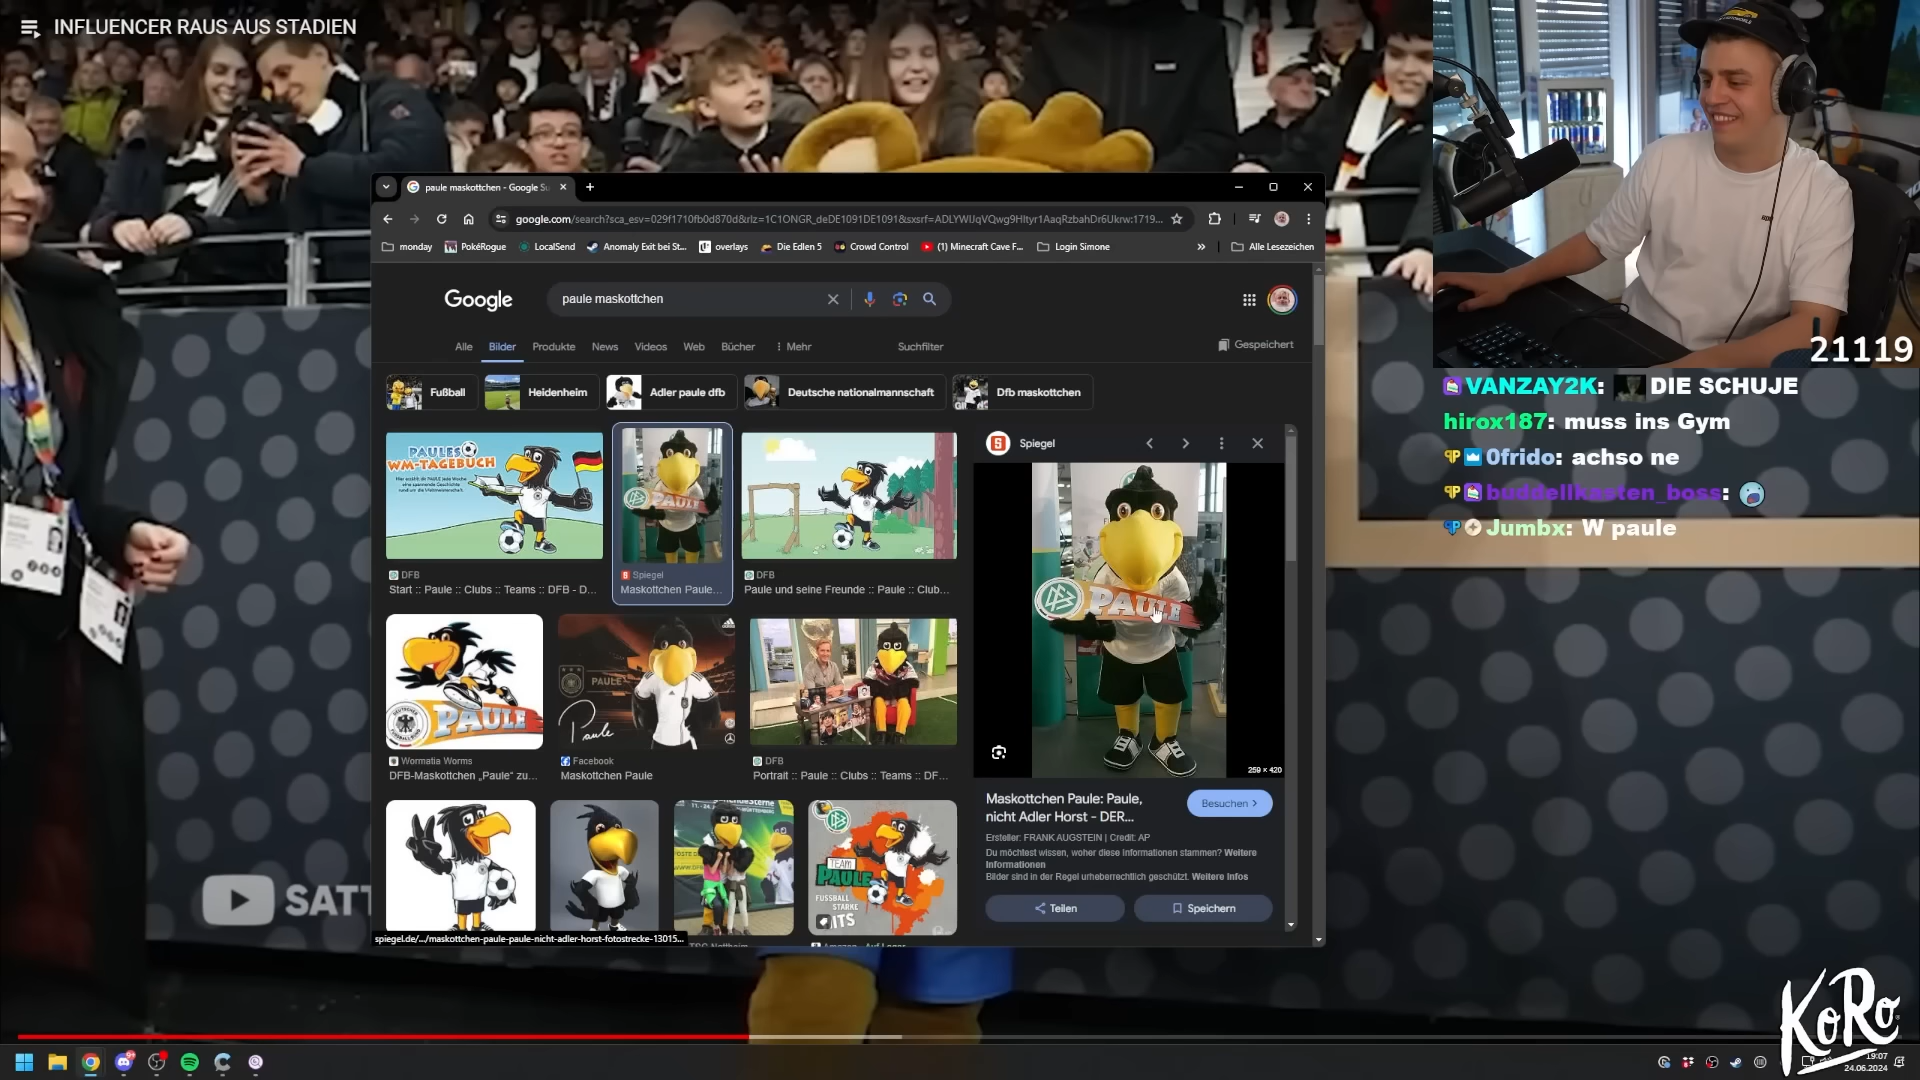 INFLUENCER RAUS AUS STADIEN
paule maskottchen - Google Su
google.com/search?sca_esv=029f1710fb0d870d&rlz=1C1ONGR_deDE1091DE1091&sxsrf=ADLYWIJqVQwg9Hltyr1AaqRzbahDr6Ukrw:1719...
monday
PokéRogue
LocalSend
Anomaly Exit bei St...
overlays
Die Edlen 5
Crowd Control
(1) Minecraft Cave F...
Login Simone
»
Alle Lesezeichen
Google
paule maskottchen
Alle
Bilder
Produkte
News
Videos
Web
Bücher
Mehr
Suchfilter
Gespeichert
Fußball
Heidenheim
Adler paule dfb
Deutsche nationalmannschaft
Dfb maskottchen
PAULES
WM-TAGEBUCH
DFB
Start :: Paule :: Clubs :: Teams :: DFB - D...
PAULE
Spiegel
Maskottchen Paule...
DFB
Paule und seine Freunde :: Paule :: Club...
PAULE
Wormatia Worms
DFB-Maskottchen „Paule" zu...
PAULE
Paule
Facebook
Maskottchen Paule
DFB
Portrait :: Paule :: Clubs :: Teams :: DF...
TEAM
PAULE
FUSSBALL
STARKE
ITS
spiegel.de/.../maskottchen-paule-paule-nicht-adler-horst-fotostrecke-13015...
Spiegel
PAULE
259 × 420
Maskottchen Paule: Paule,
nicht Adler Horst - DER...
Besuchen
Ersteller: FRANK AUGSTEIN | Credit: AP
Du möchtest wissen, woher diese Informationen stammen? Weitere
Informationen
Bilder sind in der Regel urheberrechtlich geschützt. Weitere Infos
Teilen
Speichern
21119
VANZAY2K: DIE SCHUJE
hirox187: muss ins Gym
0frido: achso ne
buddellkasten_boss:
Jumbx: W paule
SATT
KoRo
19:07
24.06.2024